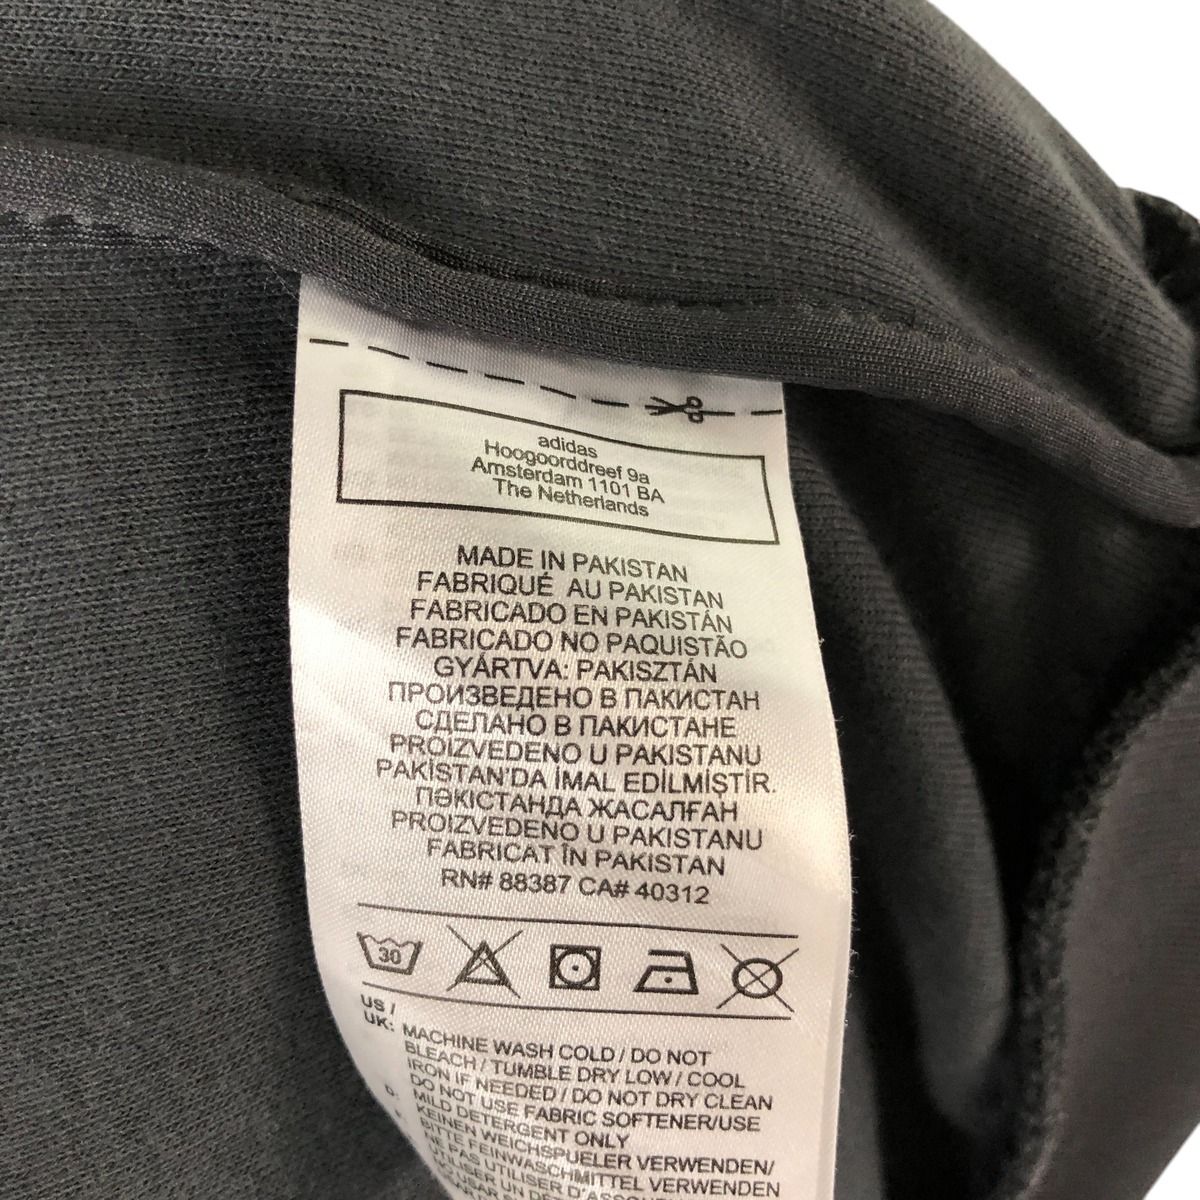 adidas
Hoogoorddreef 9a
Amsterdam 1101 BA
The Netherlands
MADE IN PAKISTAN
FABRIQUÉ AU PAKISTAN
FABRICADO EN PAKISTÁN
FABRICADO NO PAQUISTÃO
GYÁRTVA: PAKISZTÁN
ПРОИЗВЕДЕНО В ПАКИСТАН
СДЕЛАНО В ПАКИСТАНЕ
PROIZVEDENO U PAKISTANU
PAKİSTAN'DA İMAL EDİLMİŞTİR.
ПӘКІСТАНДА ЖАСАЛҒАН
PROIZVEDENO U PAKISTANU
FABRICAT ÎN PAKISTAN
RN# 88387 CA# 40312
30
US /
UK: MACHINE WASH COLD / DO NOT
BLEACH / TUMBLE DRY LOW / COOL
IRON IF NEEDED / DO NOT DRY CLEAN
DO NOT USE FABRIC SOFTENER/USE
MILD DETERGENT ONLY
D: KEINEN WEICHSPUELER VERWENDEN/
BITTE FEINWASCHMITTEL VERWENDEN
NE PAS UTILISER D'ASSOUPLISSANT/